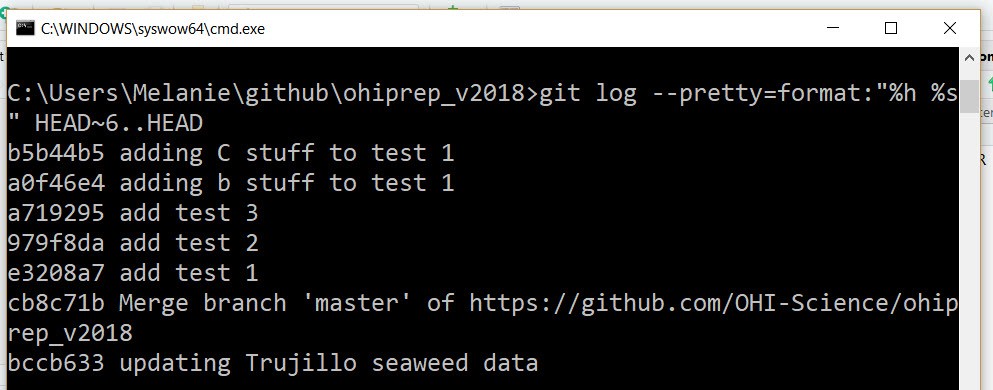 C:\WINDOWS\syswow64\cmd.exe
C:\Users\Melanie\github\ohiprep_v2018>git log --pretty=format:"%h %s
" HEAD~6..HEAD
b5b44b5 adding C stuff to test 1
a0f46e4 adding b stuff to test 1
a719295 add test 3
979f8da add test 2
e3208a7 add test 1
cb8c71b Merge branch 'master' of https://github.com/OHI-Science/ohip
rep_v2018
bccb633 updating Trujillo seaweed data